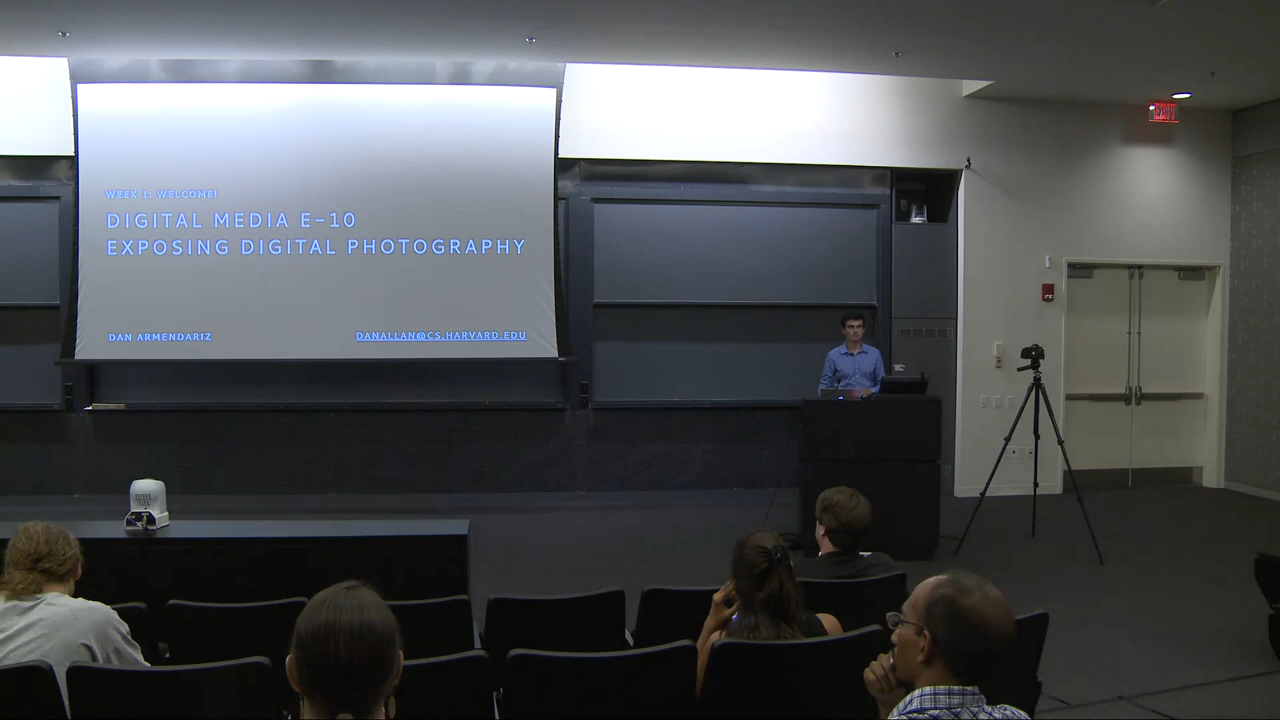 WEEK 1: WELCOME!
DIGITAL MEDIA E-10
EXPOSING DIGITAL PHOTOGRAPHY
DAN ARMENDARIZ
DANALLAN@CS.HARVARD.EDU
EXIT